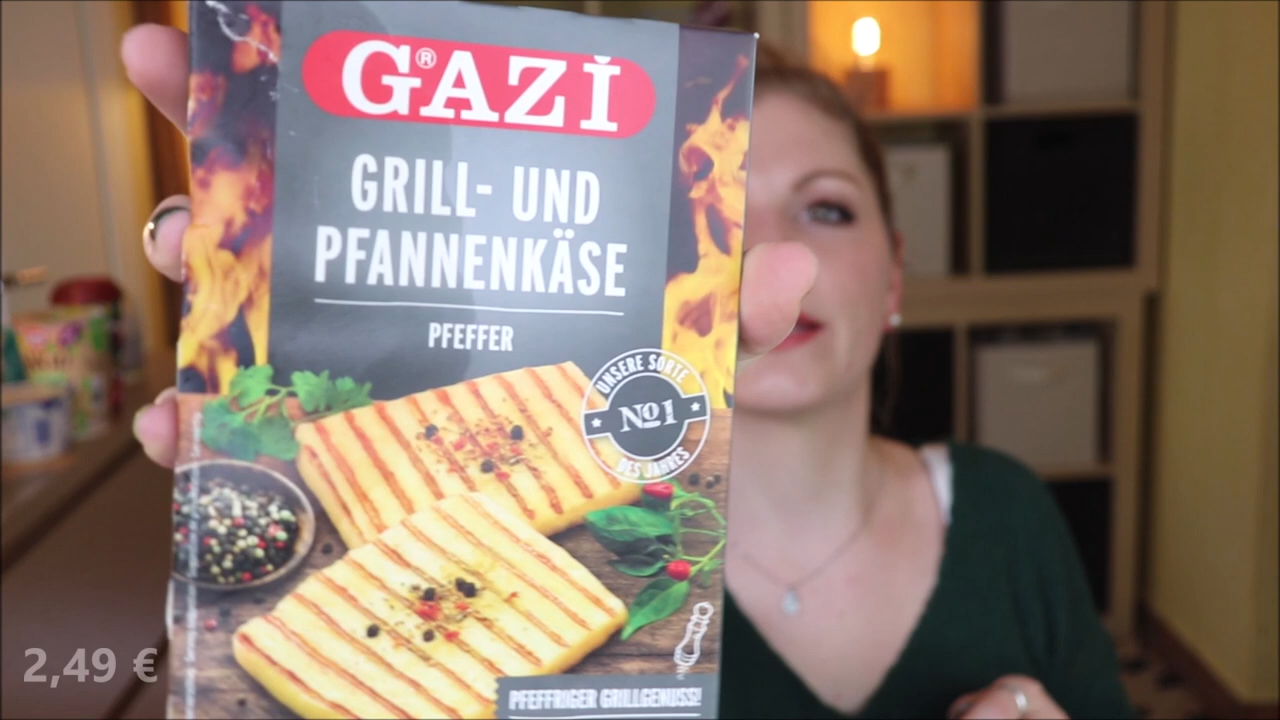 GAZİ
®
GRILL- UND
PFANNENKÄSE
PFEFFER
UNSERE SORTE
Nº1
DES JAHRES
PFEFFRIGER GRILLGENUSS!
2,49 €